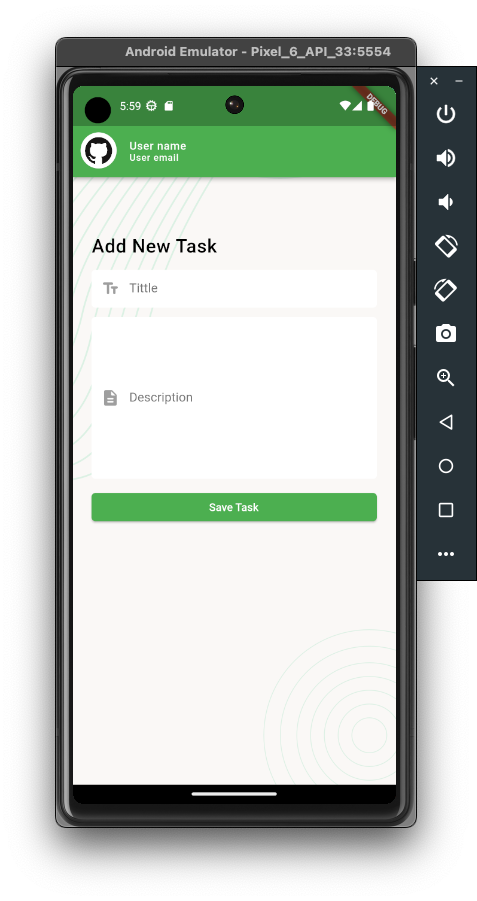 Android Emulator - Pixel_6_API_33:5554
5:59
DEBUG
User name
User email
Add New Task
Tittle
Description
Save Task